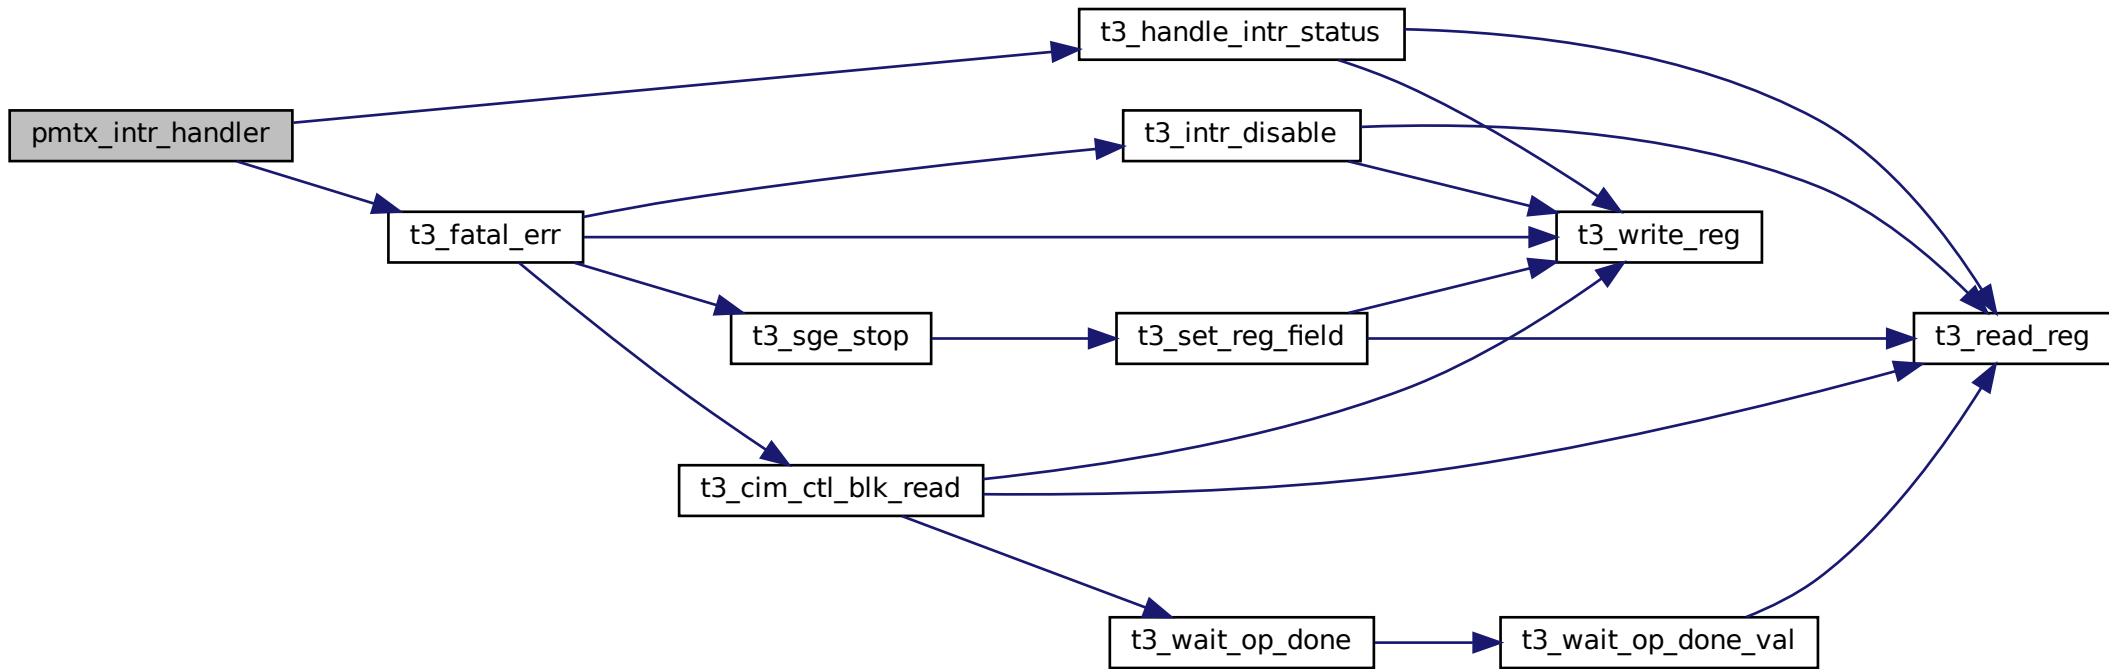 t3_handle_intr_status
pmtx_intr_handler
t3_intr_disable
t3_fatal_err
t3_write_reg
t3_sge_stop
t3_set_reg_field
t3_read_reg
t3_cim_ctl_blk_read
t3_wait_op_done
t3_wait_op_done_val